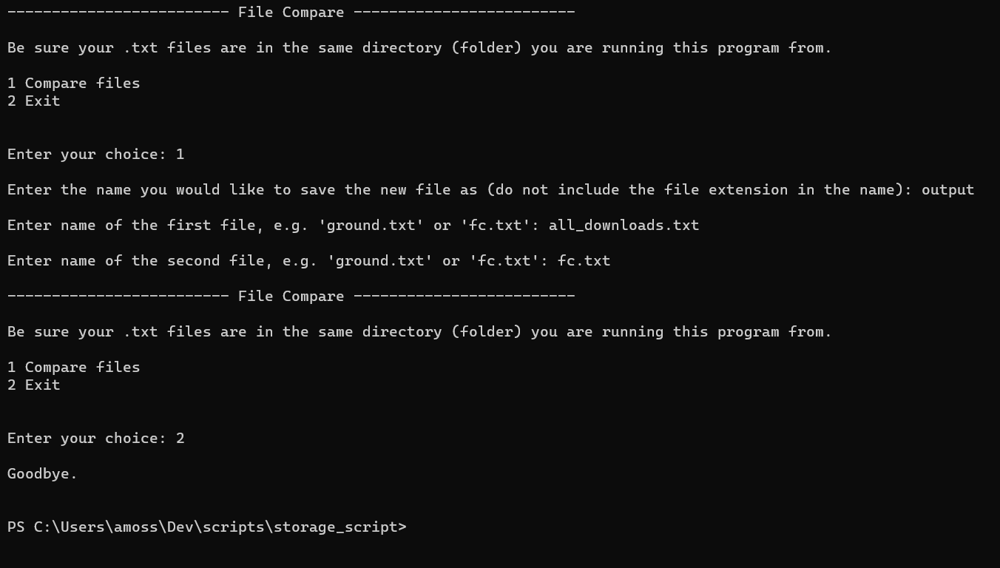 ------------------------- File Compare -------------------------
Be sure your .txt files are in the same directory (folder) you are running this program from.
1 Compare files
2 Exit
Enter your choice: 1
Enter the name you would like to save the new file as (do not include the file extension in the name): output
Enter name of the first file, e.g. 'ground.txt' or 'fc.txt': all_downloads.txt
Enter name of the second file, e.g. 'ground.txt' or 'fc.txt': fc.txt
------------------------- File Compare -------------------------
Be sure your .txt files are in the same directory (folder) you are running this program from.
1 Compare files
2 Exit
Enter your choice: 2
Goodbye.
PS C:\Users\amoss\Dev\scripts\storage_script>